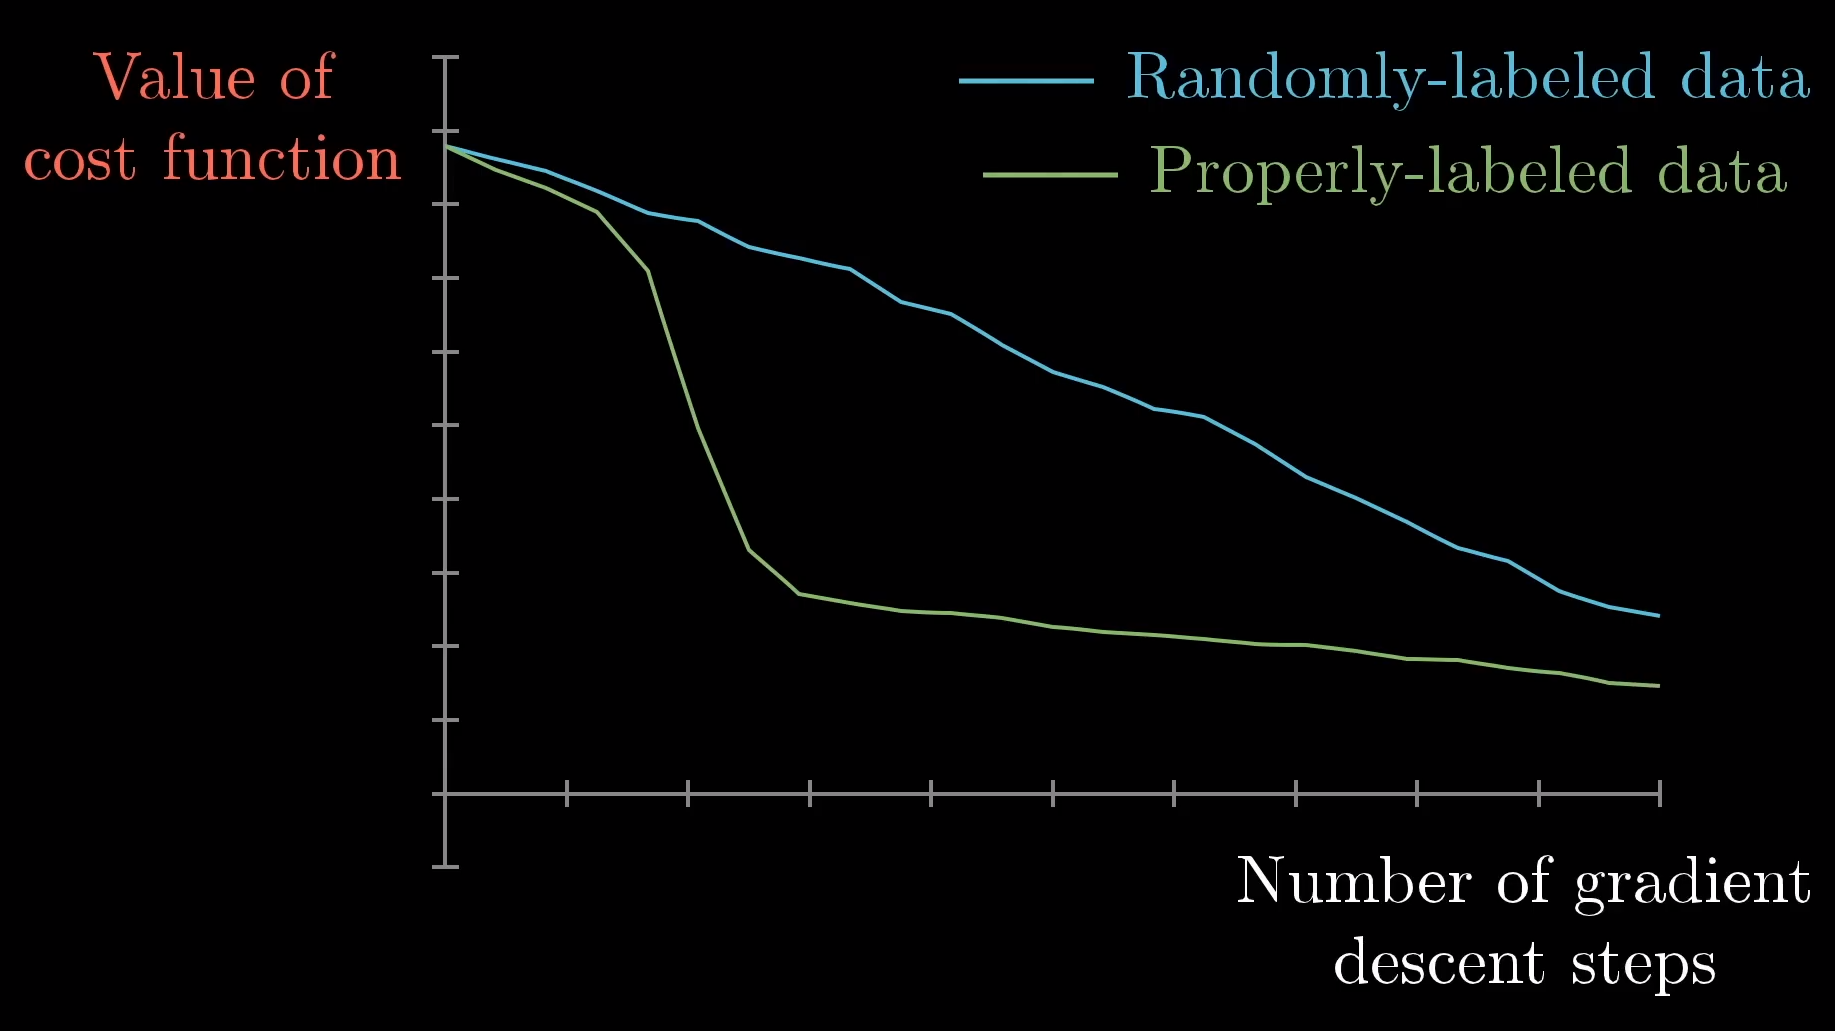 Value of
cost function
Randomly-labeled data
Properly-labeled data
Number of gradient
descent steps